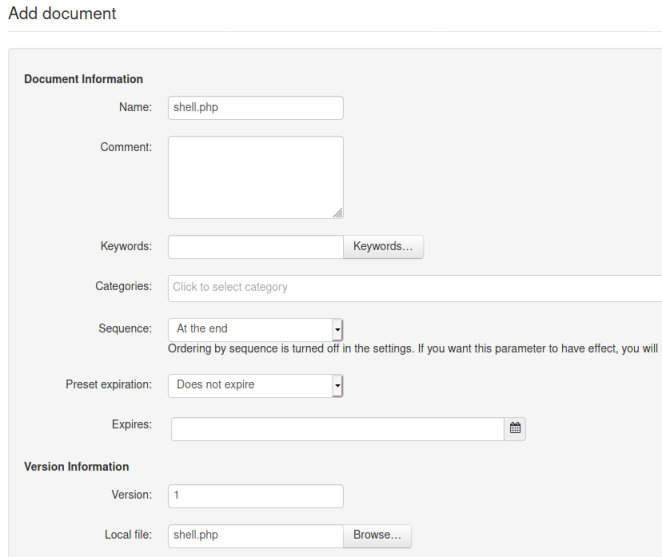 Add document
Document Information
Name: shell.php
Comment:
Keywords: Keywords...
Categories: Click to select category
Sequence: At the end
Ordering by sequence is turned off in the settings. If you want this parameter to have effect, you will
Preset expiration: Does not expire
Expires:
Version Information
Version: 1
Local file: shell.php Browse...